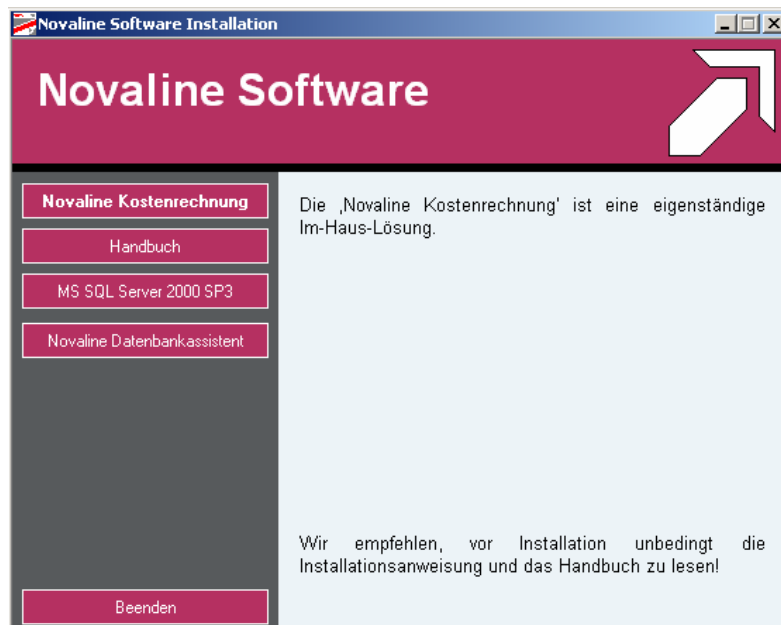 Novaline Software Installation
Novaline Software
Novaline Kostenrechnung
Handbuch
MS SQL Server 2000 SP3
Novaline Datenbankassistent
Beenden
Die ‚Novaline Kostenrechnung' ist eine eigenständige
Im-Haus-Lösung.
Wir empfehlen, vor Installation unbedingt die
Installationsanweisung und das Handbuch zu lesen!